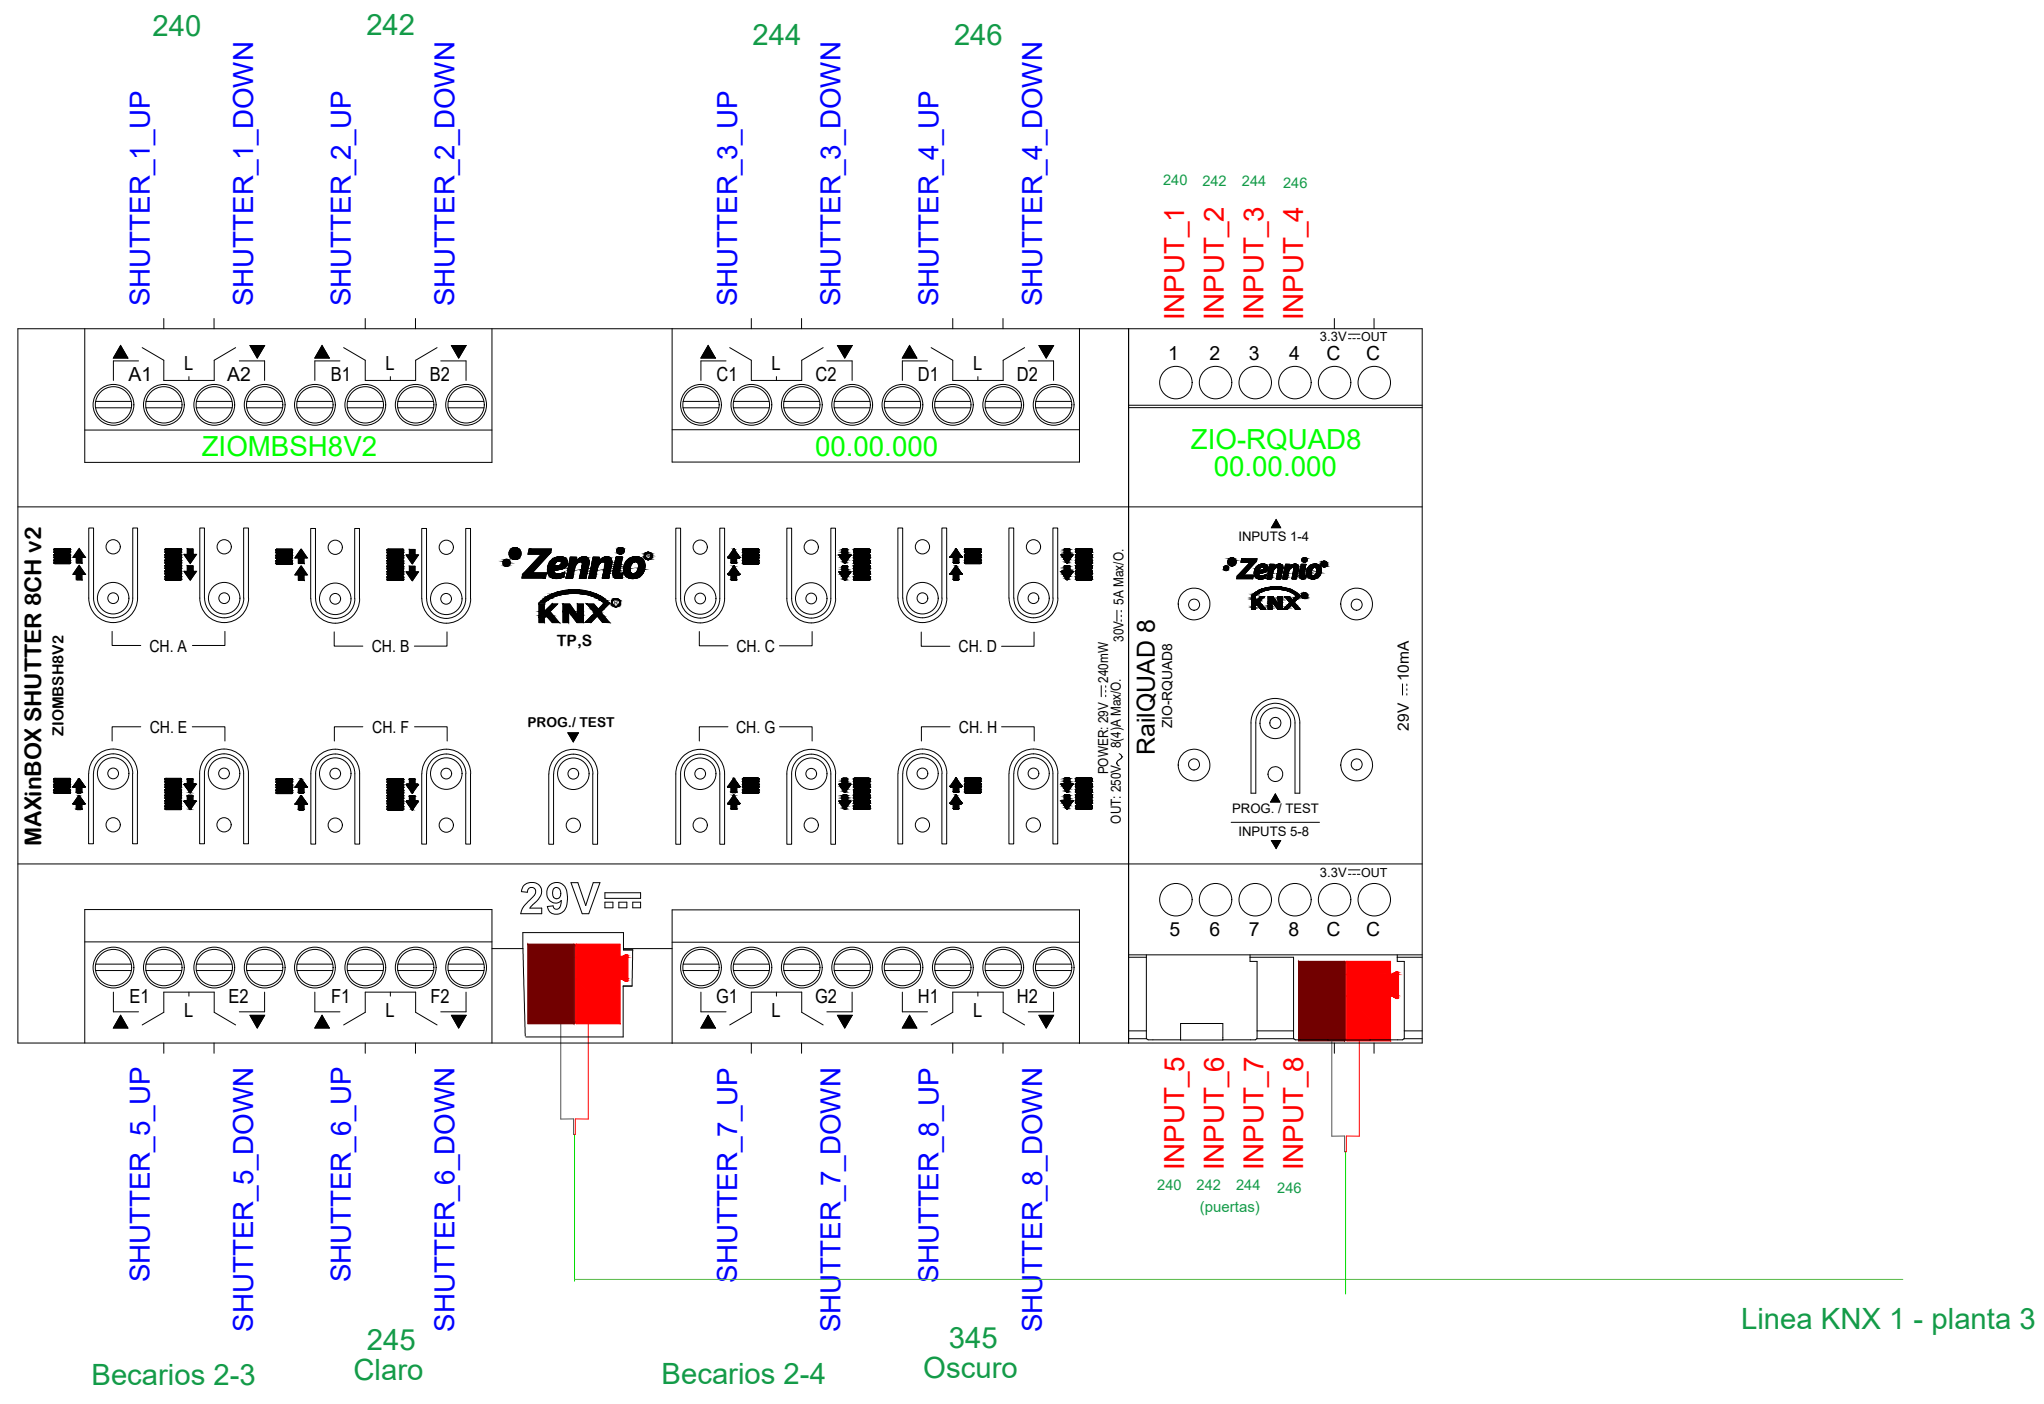 240 242 244 246
SHUTTER_1_UP
SHUTTER_1_DOWN
SHUTTER_2_UP
SHUTTER_2_DOWN
SHUTTER_3_UP
SHUTTER_3_DOWN
SHUTTER_4_UP
SHUTTER_4_DOWN
240 242 244 246
INPUT_1
INPUT_2
INPUT_3
INPUT_4
A1 L A2 B1 L B2
C1 L C2 D1 L D2
3.3V OUT
1 2 3 4 C C
ZIOMBSH8V2
00.00.000
ZIO-RQUAD8
00.00.000
MAXinBOX SHUTTER 8CH v2
ZIOMBSH8V2
Zennio
KNX
TP,S
CH. A
CH. B
CH. C
CH. D
CH. E
CH. F
PROG./ TEST
CH. G
CH. H
POWER: 29V 240mW
OUT: 250V 8(4)A Max/O. 30V 5A Max/O.
RailQUAD 8
ZIO-RQUAD8
INPUTS 1-4
Zennio
KNX
29V 10mA
PROG. / TEST
INPUTS 5-8
29V
3.3V OUT
5 6 7 8 C C
E1 L E2 F1 L F2
G1 L G2 H1 L H2
SHUTTER_5_UP
SHUTTER_5_DOWN
SHUTTER_6_UP
SHUTTER_6_DOWN
SHUTTER_7_UP
SHUTTER_7_DOWN
SHUTTER_8_UP
SHUTTER_8_DOWN
INPUT_5
INPUT_6
INPUT_7
INPUT_8
240 242 244 246
(puertas)
Linea KNX 1 - planta 3
Becarios 2-3
245
Claro
Becarios 2-4
345
Oscuro